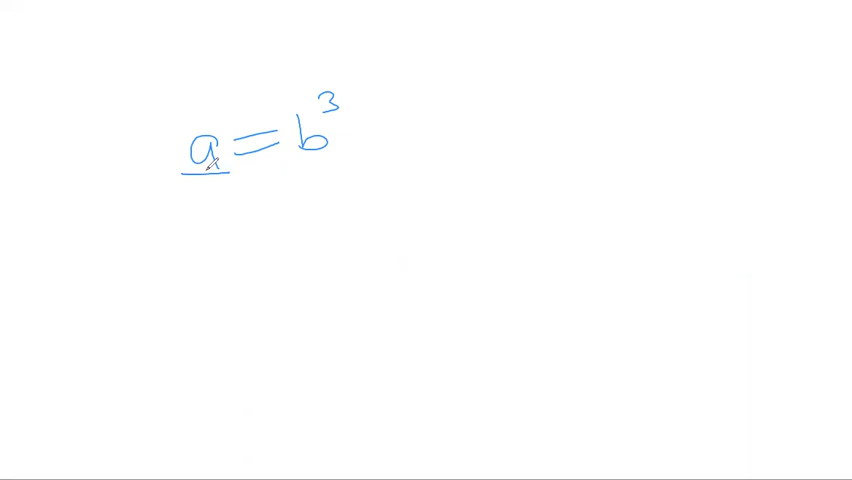 a = b³